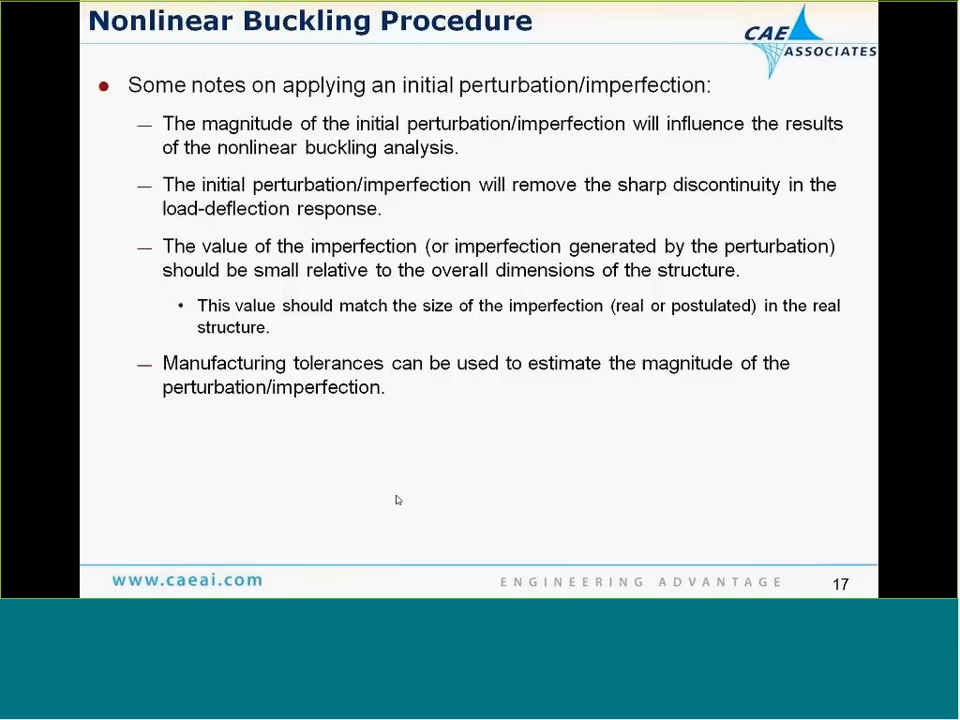 Nonlinear Buckling Procedure
CAE
ASSOCIATES
• Some notes on applying an initial perturbation/imperfection:
— The magnitude of the initial perturbation/imperfection will influence the results
of the nonlinear buckling analysis.
— The initial perturbation/imperfection will remove the sharp discontinuity in the
load-deflection response.
— The value of the imperfection (or imperfection generated by the perturbation)
should be small relative to the overall dimensions of the structure.
• This value should match the size of the imperfection (real or postulated) in the real
structure.
— Manufacturing tolerances can be used to estimate the magnitude of the
perturbation/imperfection.
www.caeai.com
ENGINEERING ADVANTAGE
17